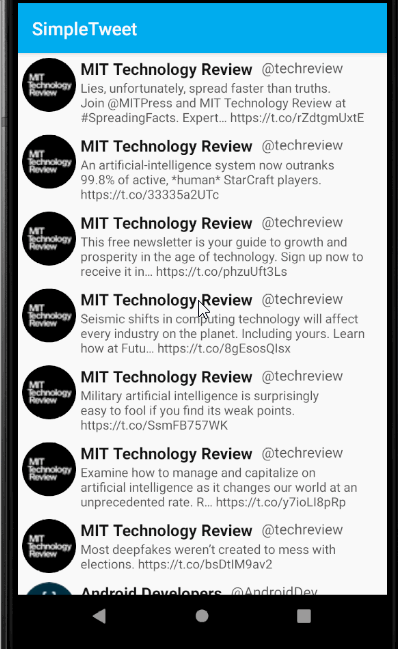 SimpleTweet
MIT Technology Review @techreview
Lies, unfortunately, spread faster than truths.
Join @MITPress and MIT Technology Review at
#SpreadingFacts. Expert… https://t.co/rZdtgmUxtE
MIT Technology Review
MIT Technology Review @techreview
An artificial-intelligence system now outranks
99.8% of active, *human* StarCraft players.
https://t.co/33335a2UTc
MIT Technology Review
MIT Technology Review @techreview
This free newsletter is your guide to growth and
prosperity in the age of technology. Sign up now to
receive it in… https://t.co/phzuUft3Ls
MIT Technology Review
MIT Technology Review @techreview
Seismic shifts in computing technology will affect
every industry on the planet. Including yours. Learn
how at Futu… https://t.co/8gEsosQIsx
MIT Technology Review
MIT Technology Review @techreview
Military artificial intelligence is surprisingly
easy to fool if you find its weak points.
https://t.co/SsmFB757WK
MIT Technology Review
MIT Technology Review @techreview
Examine how to manage and capitalize on
artificial intelligence as it changes our world at an
unprecedented rate. R… https://t.co/y7ioLI8pRp
MIT Technology Review
MIT Technology Review @techreview
Most deepfakes weren't created to mess with
elections. https://t.co/bsDtIM9av2
MIT Technology Review
Android Developers @AndroidDev